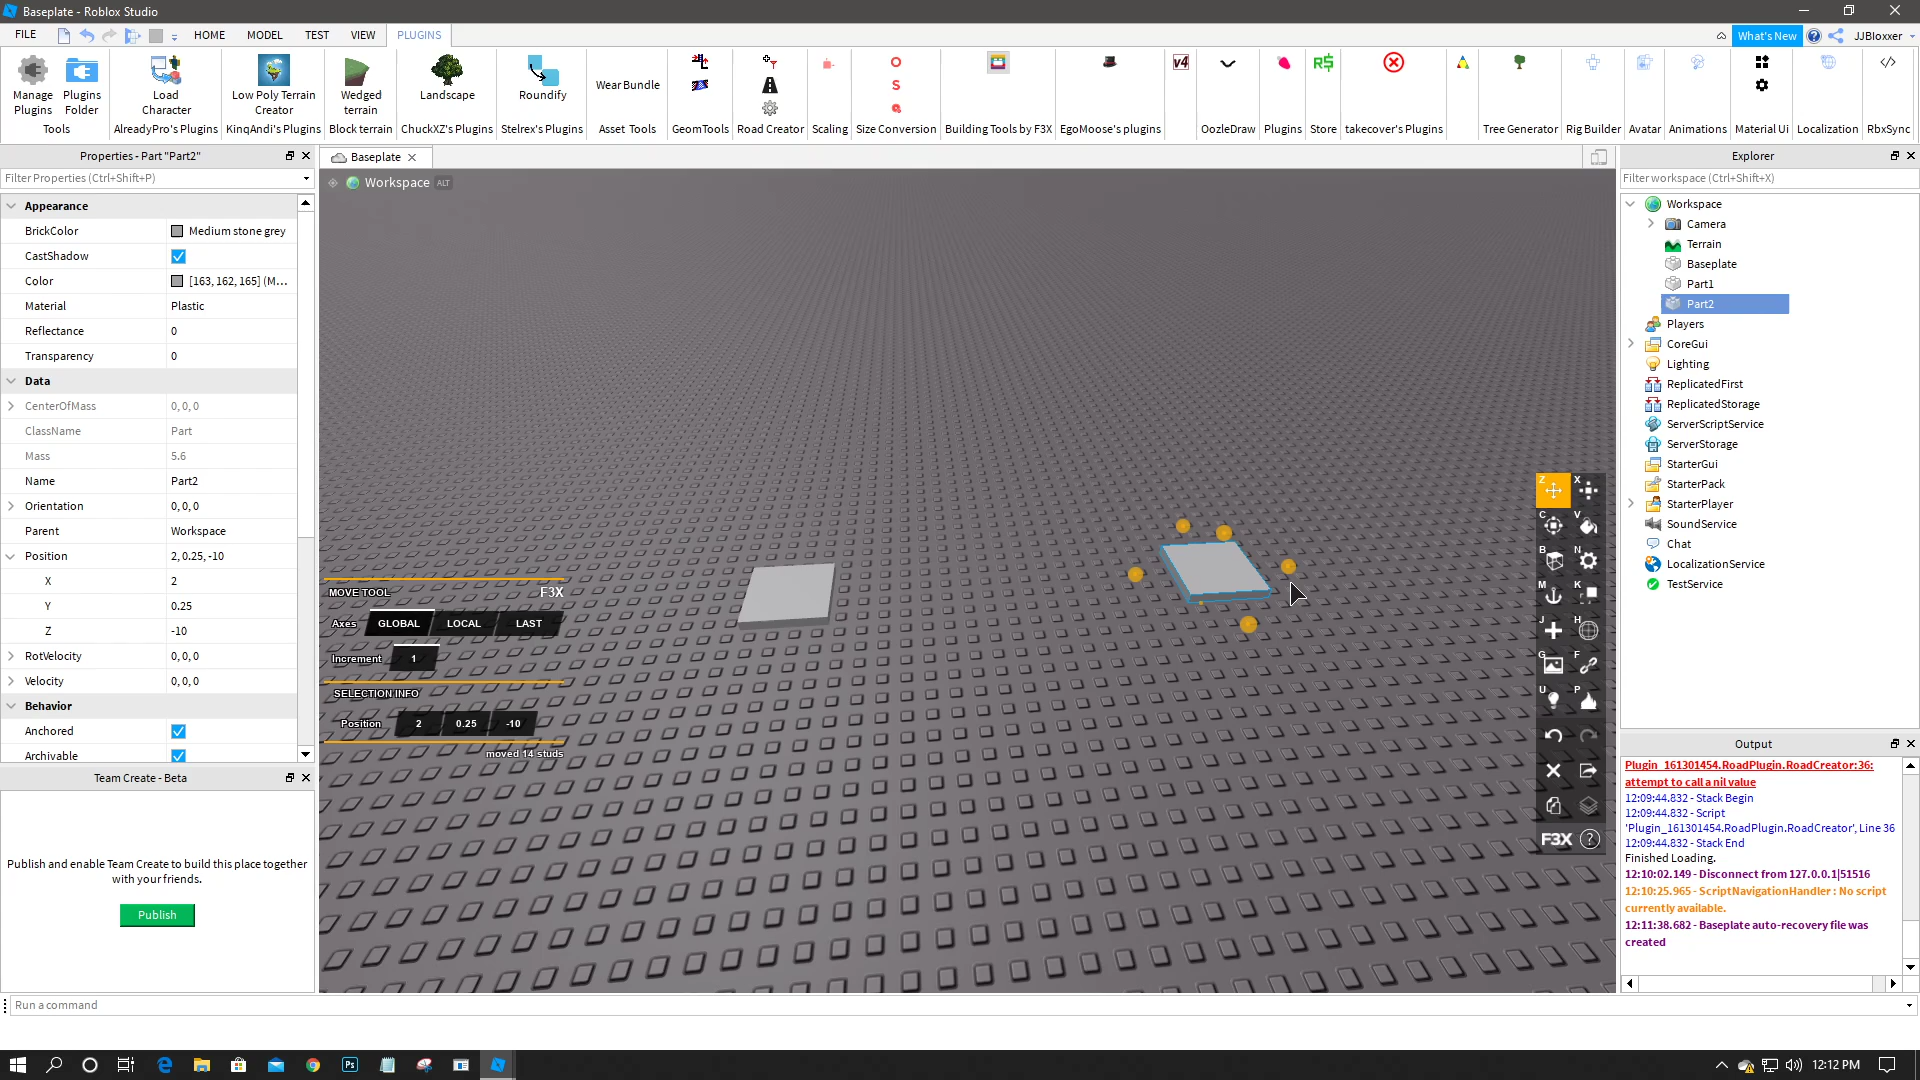 Baseplate - Roblox Studio
FILE
HOME
MODEL
TEST
VIEW
PLUGINS
What's New
JJBloxxer
Manage Plugins
Plugins Folder
Tools
Load Character
AlreadyPro's Plugins
Low Poly Terrain Creator
KinqAndi's Plugins
Wedged terrain
Block terrain
Landscape
ChuckXZ's Plugins
Roundify
Stelrex's Plugins
Wear Bundle
Asset Tools
GeomTools
Road Creator
Scaling
S
Size Conversion
Building Tools by F3X
EgoMoose's plugins
v4
OozleDraw
Plugins
R$
Store
takeover's Plugins
Tree Generator
Rig Builder
Avatar
Animations
Material Ui
Localization
RbxSync
Properties - Part "Part2"
Filter Properties (Ctrl+Shift+P)
Appearance
BrickColor Medium stone grey
CastShadow
Color [163, 162, 165] (M...
Material Plastic
Reflectance 0
Transparency 0
Data
CenterOfMass 0, 0, 0
ClassName Part
Mass 5.6
Name Part2
Orientation 0, 0, 0
Parent Workspace
Position 2, 0.25, -10
X 2
Y 0.25
Z -10
RotVelocity 0, 0, 0
Velocity 0, 0, 0
Behavior
Anchored
Archivable
Team Create - Beta
Publish and enable Team Create to build this place together
with your friends.
Publish
Baseplate
Workspace ALT
MOVE TOOL F3X
Axes GLOBAL LOCAL LAST
Increment 1
SELECTION INFO
Position 2 0.25 -10
moved 14 studs
Z X
C V
B N
M K
J H
G F
U P
F3X ?
Explorer
Filter workspace (Ctrl+Shift+X)
Workspace
Camera
Terrain
Baseplate
Part1
Part2
Players
CoreGui
Lighting
ReplicatedFirst
ReplicatedStorage
ServerScriptService
ServerStorage
StarterGui
StarterPack
StarterPlayer
SoundService
Chat
LocalizationService
TestService
Output
Plugin_161301454.RoadPlugin.RoadCreator:36:
attempt to call a nil value
12:09:44.832 - Stack Begin
12:09:44.832 - Script
'Plugin_161301454.RoadPlugin.RoadCreator', Line 36
12:09:44.832 - Stack End
Finished Loading.
12:10:02.149 - Disconnect from 127.0.0.1|51516
12:10:25.965 - ScriptNavigationHandler : No script
currently available.
12:11:38.682 - Baseplate auto-recovery file was
created
Run a command
Ps
12:12 PM